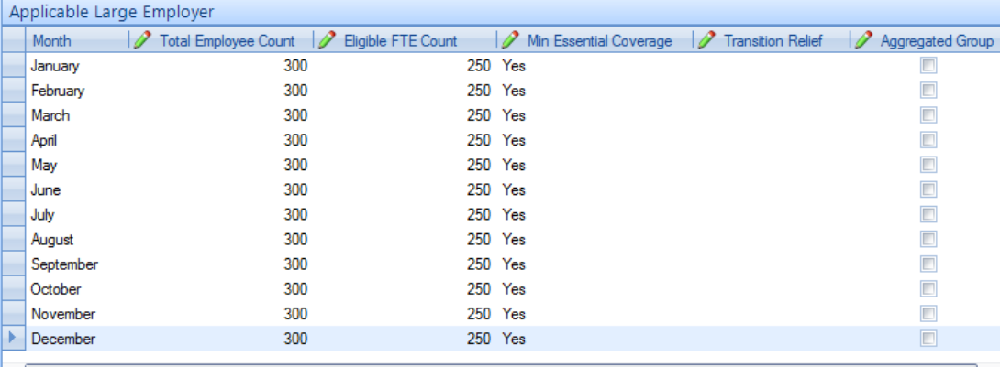 Applicable Large Employer
Month Total Employee Count Eligible FTE Count Min Essential Coverage Transition Relief Aggregated Group
January 300 250 Yes
February 300 250 Yes
March 300 250 Yes
April 300 250 Yes
May 300 250 Yes
June 300 250 Yes
July 300 250 Yes
August 300 250 Yes
September 300 250 Yes
October 300 250 Yes
November 300 250 Yes
December 300 250 Yes